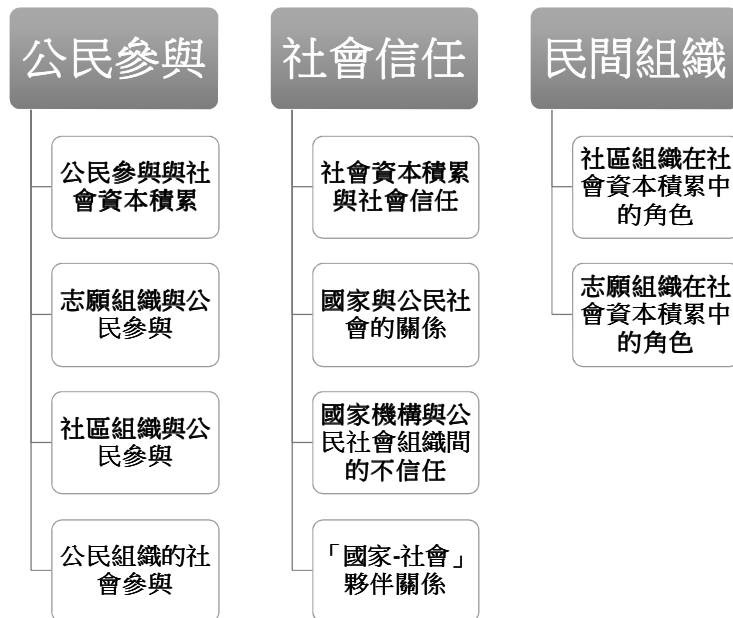 公民參與
公民參與與社
會資本積累
志願組織與公
民參與
社區組織與公
民參與
公民組織的社
會參與
社會信任
社會資本積累
與社會信任
國家與公民社
會的關係
國家機構與公
民社會組織間
的不信任
「國家-社會」
夥伴關係
民間組織
社區組織在社
會資本積累中
的角色
志願組織在社
會資本積累中
的角色